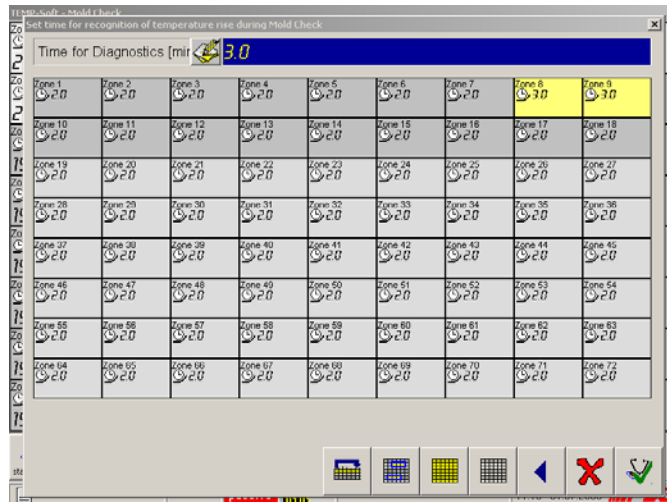 TEMP-Soft - Mold Check
Set time for recognition of temperature rise during Mold Check
Time for Diagnostics [min 3.0
Zone 1 Zone 2 Zone 3 Zone 4 Zone 5 Zone 6 Zone 7 Zone 8 Zone 9
2.0 2.0 2.0 2.0 2.0 2.0 2.0 3.0 3.0
Zone 10 Zone 11 Zone 12 Zone 13 Zone 14 Zone 15 Zone 16 Zone 17 Zone 18
2.0 2.0 2.0 2.0 2.0 2.0 2.0 2.0 2.0
Zone 19 Zone 20 Zone 21 Zone 22 Zone 23 Zone 24 Zone 25 Zone 26 Zone 27
2.0 2.0 2.0 2.0 2.0 2.0 2.0 2.0 2.0
Zone 28 Zone 29 Zone 30 Zone 31 Zone 32 Zone 33 Zone 34 Zone 35 Zone 36
2.0 2.0 2.0 2.0 2.0 2.0 2.0 2.0 2.0
Zone 37 Zone 38 Zone 39 Zone 40 Zone 41 Zone 42 Zone 43 Zone 44 Zone 45
2.0 2.0 2.0 2.0 2.0 2.0 2.0 2.0 2.0
Zone 46 Zone 47 Zone 48 Zone 49 Zone 50 Zone 51 Zone 52 Zone 53 Zone 54
2.0 2.0 2.0 2.0 2.0 2.0 2.0 2.0 2.0
Zone 55 Zone 56 Zone 57 Zone 58 Zone 59 Zone 60 Zone 61 Zone 62 Zone 63
2.0 2.0 2.0 2.0 2.0 2.0 2.0 2.0 2.0
Zone 64 Zone 65 Zone 66 Zone 67 Zone 68 Zone 69 Zone 70 Zone 71 Zone 72
2.0 2.0 2.0 2.0 2.0 2.0 2.0 2.0 2.0